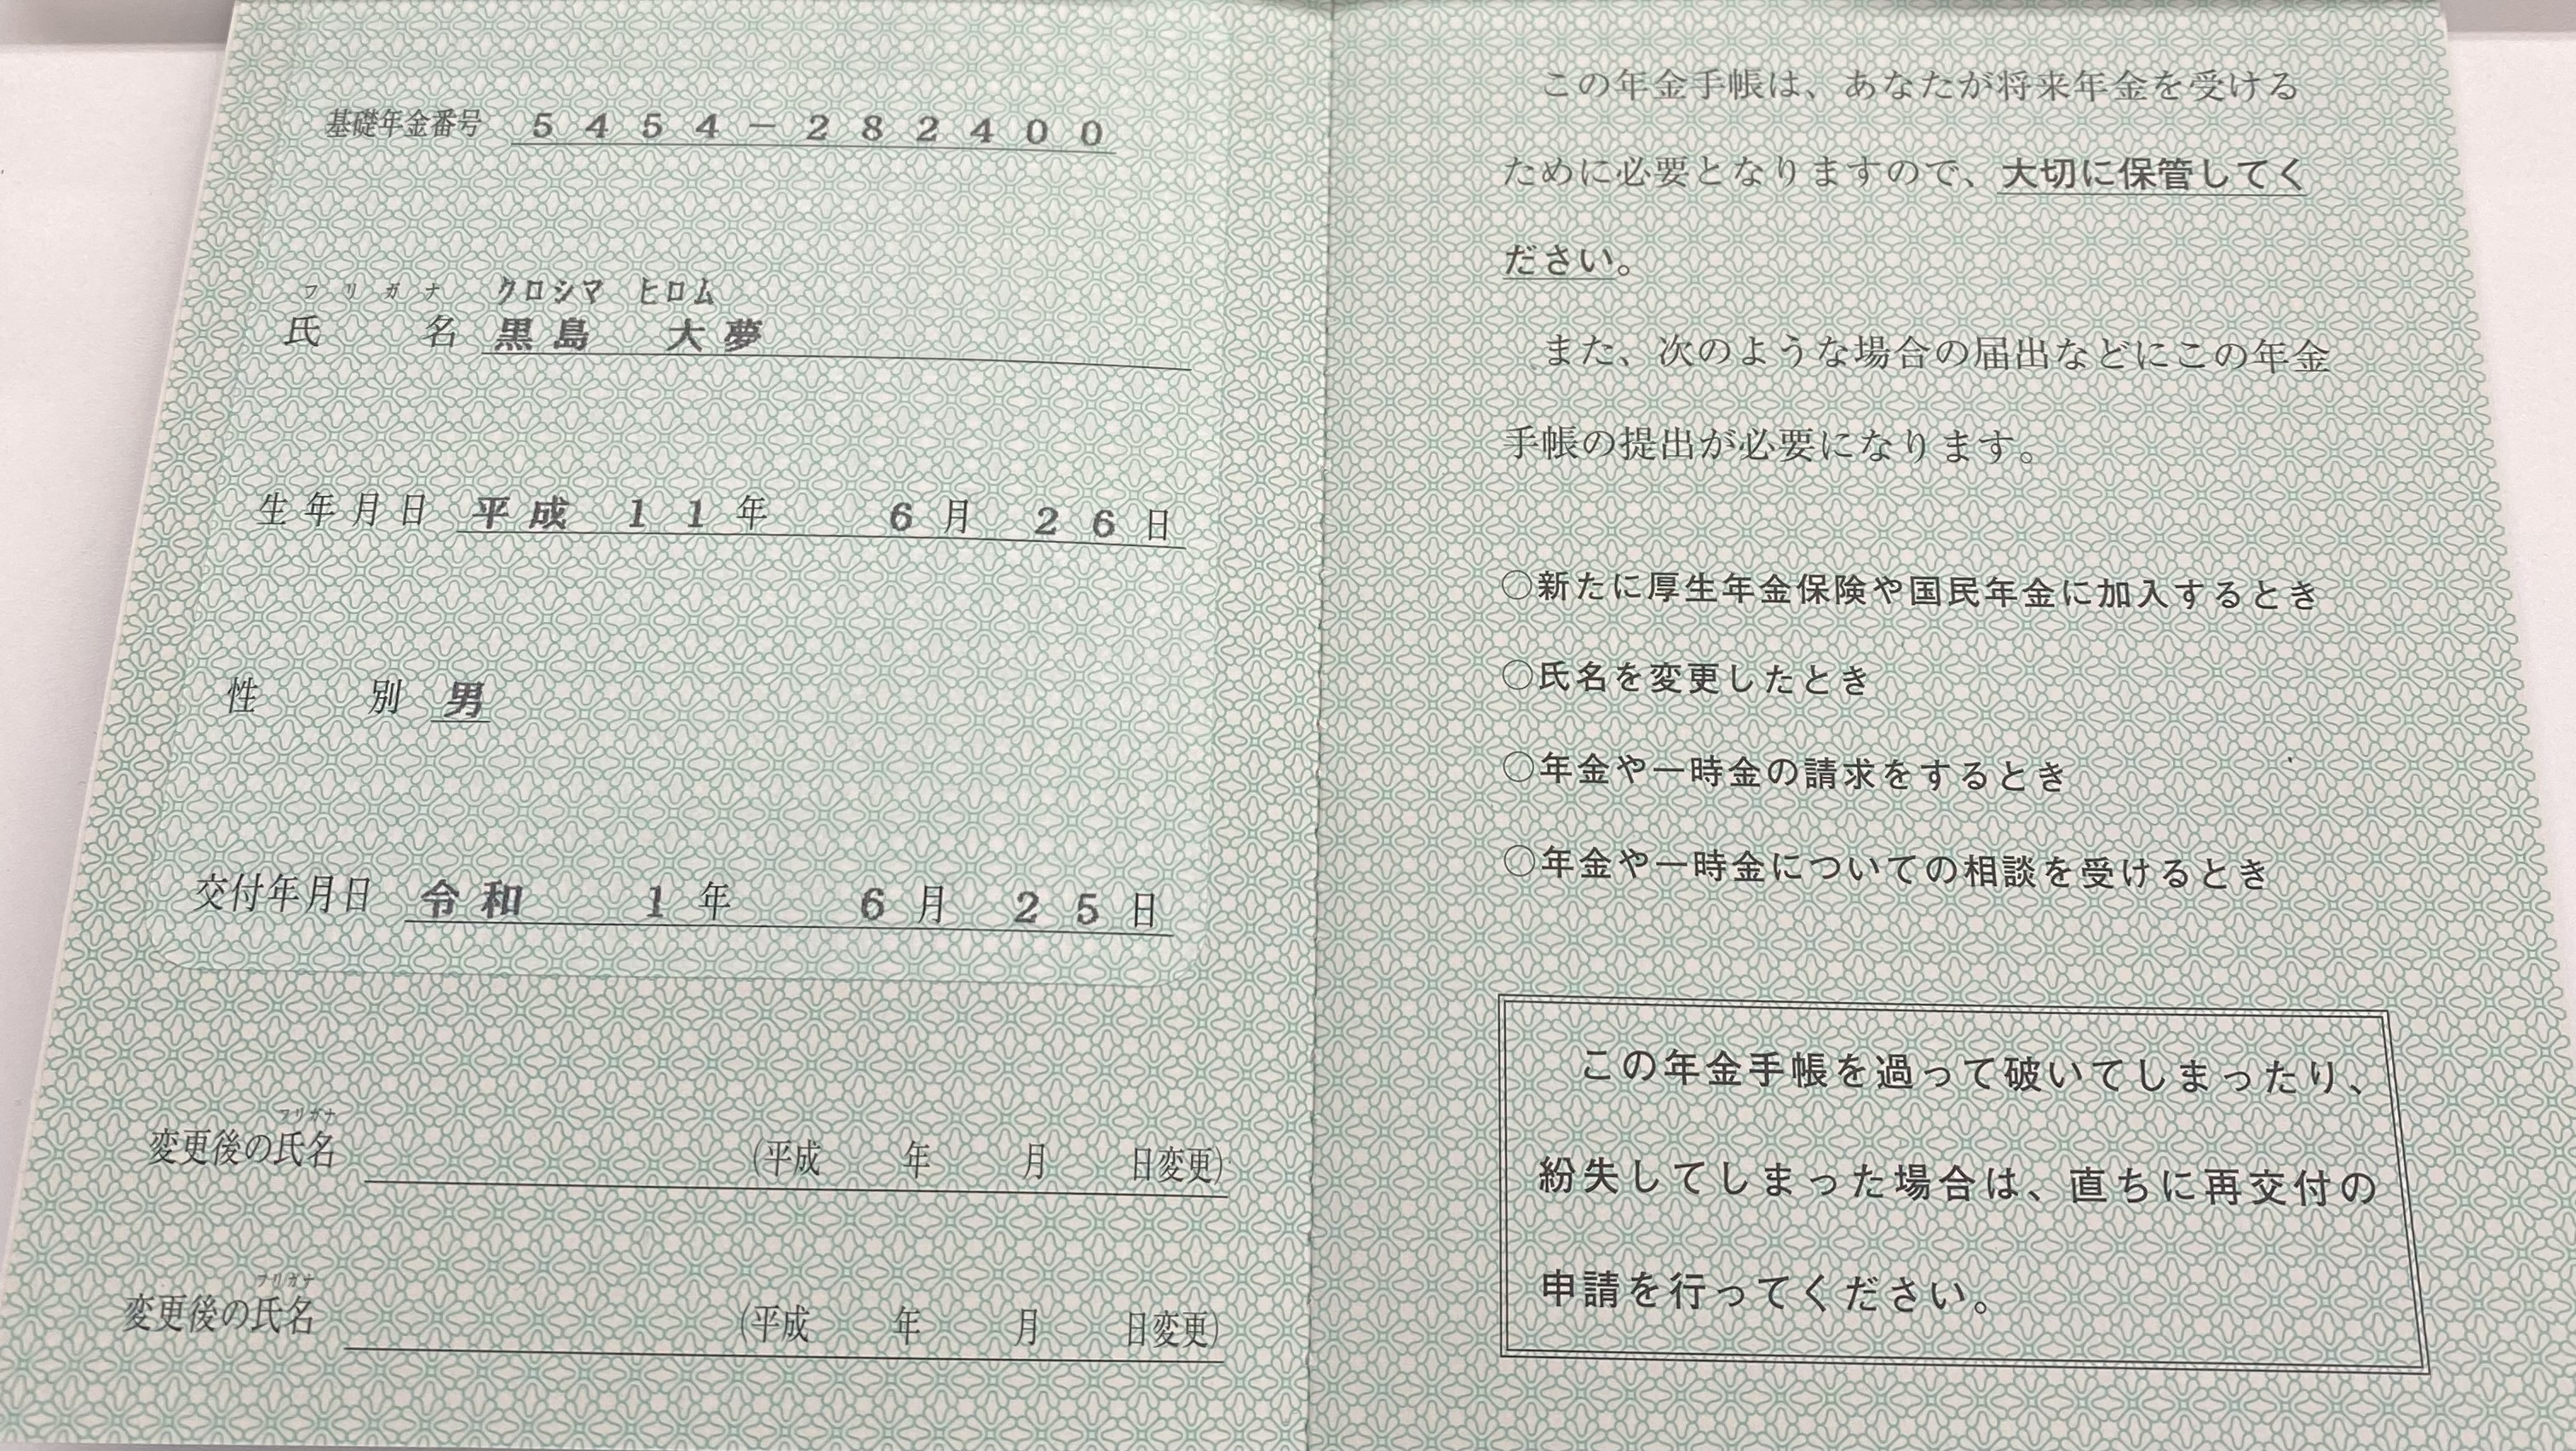 基礎年金番号 5454-282400
フリガナ クロシマ ヒロム
氏名 黒島 大夢
生年月日 平成 11年 6月 26日
性別 男
交付年月日 令和 1年 6月 25日
フリガナ
変更後の氏名 (平成 年 月 日変更)
フリガナ
変更後の氏名 (平成 年 月 日変更)
この年金手帳は、あなたが将来年金を受ける
ために必要となりますので、大切に保管してく
ださい。
また、次のような場合の届出などにこの年金
手帳の提出が必要になります。
○新たに厚生年金保険や国民年金に加入するとき
○氏名を変更したとき
○年金や一時金の請求をするとき
○年金や一時金についての相談を受けるとき
この年金手帳を過って破いてしまったり、
紛失してしまった場合は、直ちに再交付の
申請を行ってください。